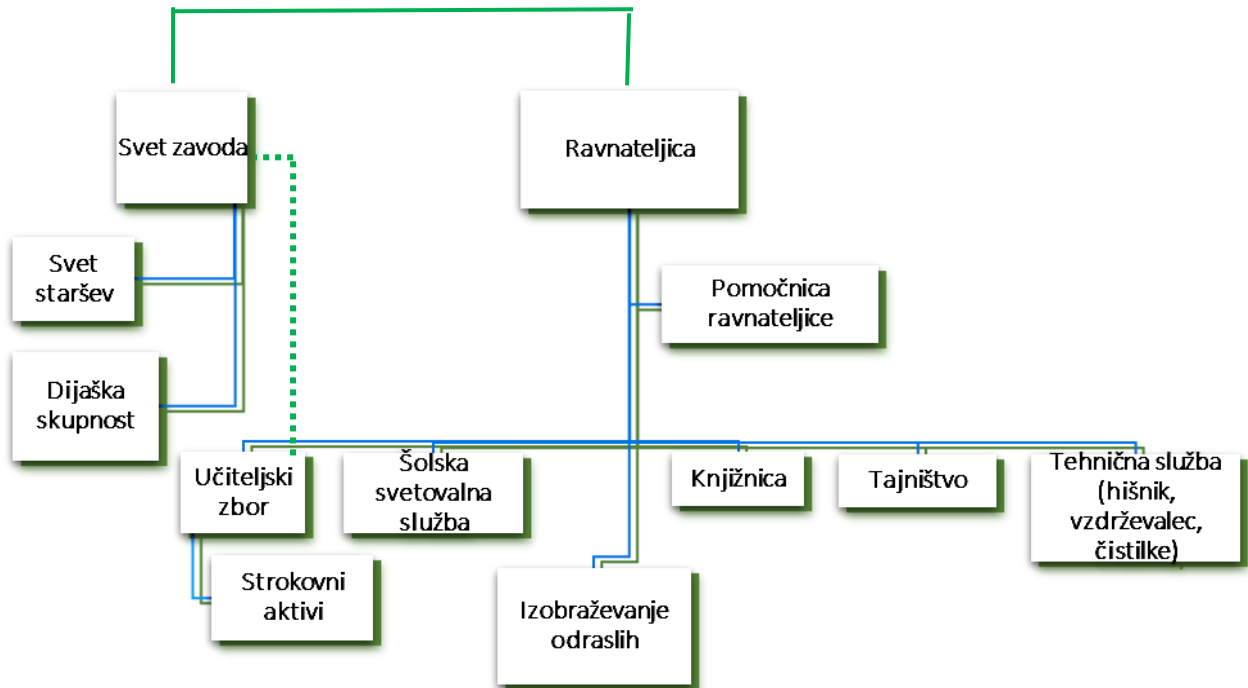 Svet zavoda
Ravnateljica
Svet
staršev
Pomočnica
ravnateljice
Dijaška
skupnost
Učiteljski
zbor
Šolska
svetovalna
služba
Knjižnica
Tajništvo
Tehnična služba
(hišnik,
vzdrževalec,
čistilke)
Strokovni
aktivi
Izobraževanje
odraslih